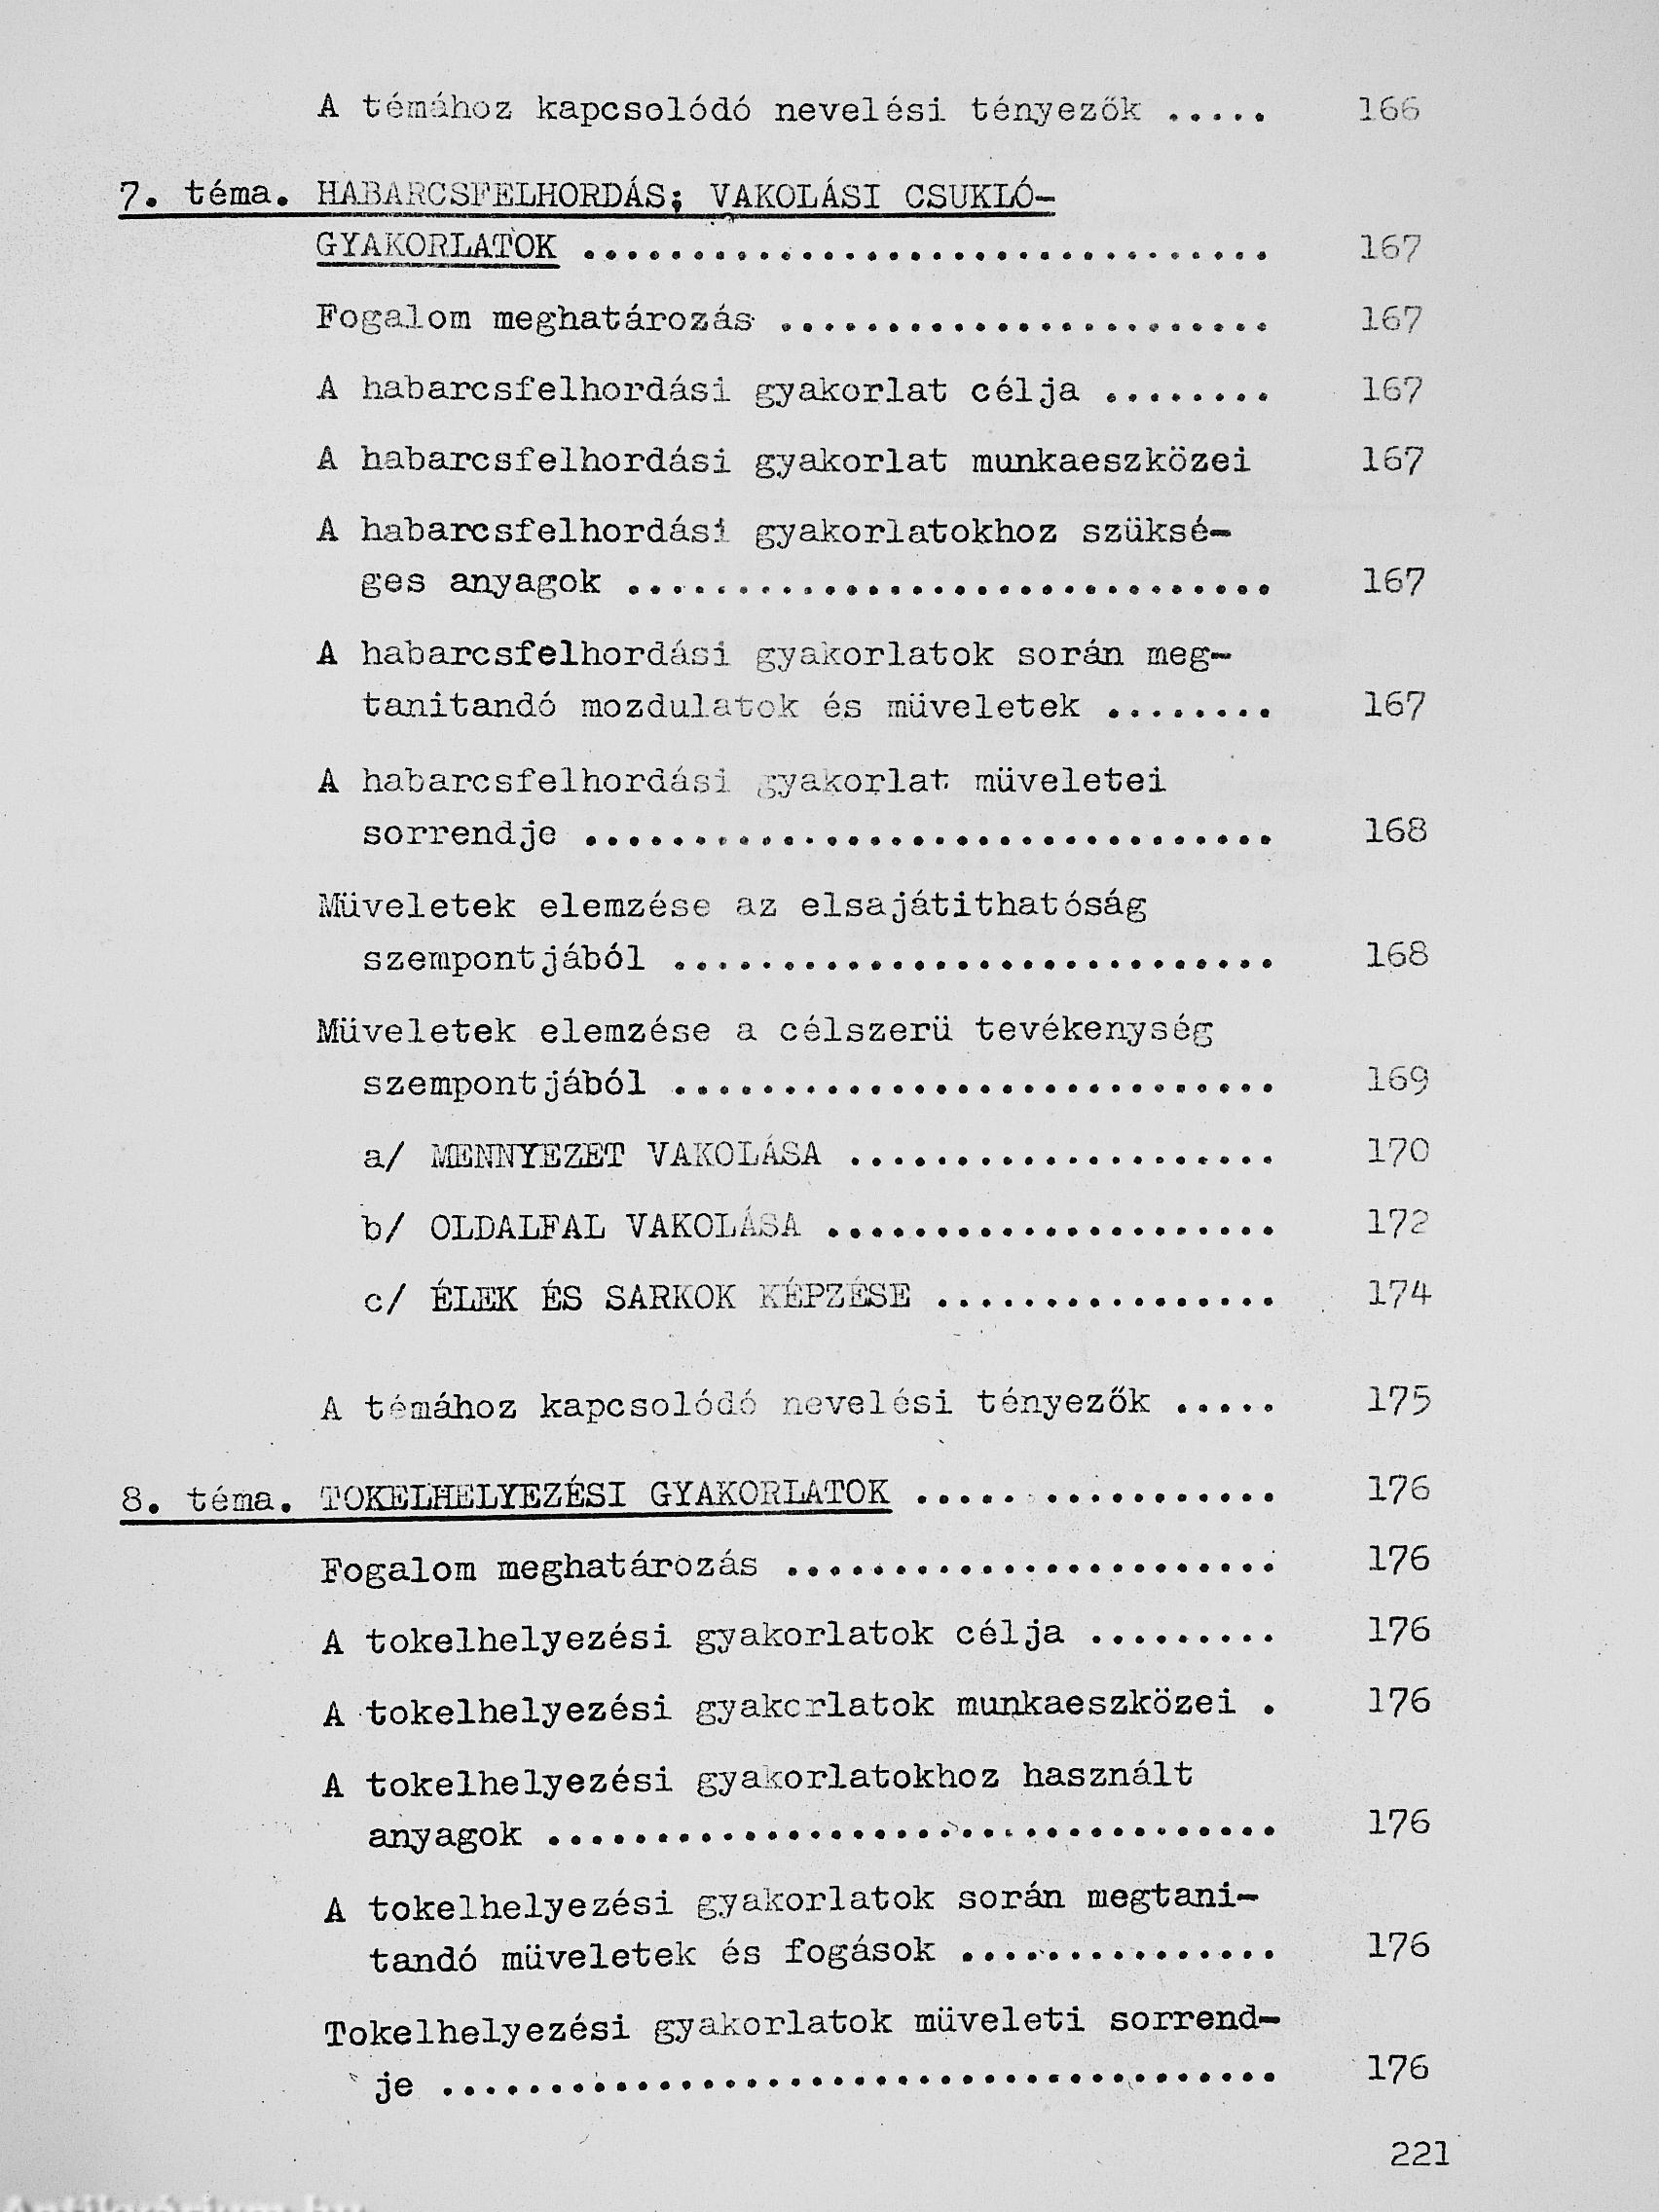 A témához kapcsolódó nevelési tényezők ..... 166
7. téma. HABARCSFELHORDÁS; VAKOLÁSI CSUKLÓ-
GYAKORLATOK ................................ 167
Fogalom meghatározás ....................... 167
A habarcsfelhordási gyakorlat célja ........ 167
A habarcsfelhordási gyakorlat munkaeszközei 167
A habarcsfelhordási gyakorlatokhoz szüksé-
ges anyagok .............................. 167
A habarcsfelhordási gyakorlatok során meg-
tanitandó mozdulatok és müveletek ........ 167
A habarcsfelhordási gyakorlat müveletei
sorrendje ................................ 168
Müveletek elemzése az elsajátithatóság
szempontjából ............................ 168
Müveletek elemzése a célszerü tevékenység
szempontjából ............................ 169
a/ MENNYEZET VAKOLÁSA .................... 170
b/ OLDALFAL VAKOLÁSA ..................... 172
c/ ÉLEK ÉS SARKOK KÉPZÉSE ................ 174
A témához kapcsolódó nevelési tényezők ..... 175
8. téma. TOKELHELYEZÉSI GYAKORLATOK ................. 176
Fogalom meghatározás ....................... 176
A tokelhelyezési gyakorlatok célja ......... 176
A tokelhelyezési gyakorlatok munkaeszközei . 176
A tokelhelyezési gyakorlatokhoz használt
anyagok .................................. 176
A tokelhelyezési gyakorlatok során megtani-
tandó müveletek és fogások ............... 176
Tokelhelyezési gyakorlatok müveleti sorrend-
je ....................................... 176
221